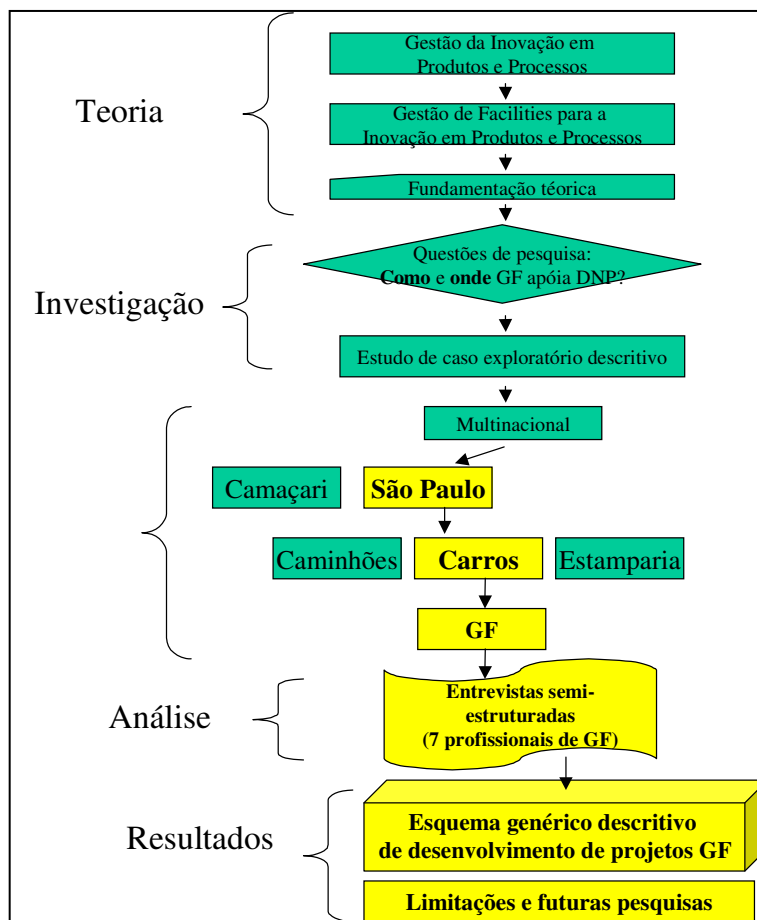 Gestão da Inovação em
Produtos e Processos
Teoria
Gestão de Facilities para a
Inovação em Produtos e Processos
Fundamentação téorica
Questões de pesquisa:
Como e onde GF apóia DNP?
Investigação
Estudo de caso exploratório descritivo
Multinacional
Camaçari
São Paulo
Caminhões
Carros
Estamparia
GF
Análise
Entrevistas semi-
estruturadas
(7 profissionais de GF)
Resultados
Esquema genérico descritivo
de desenvolvimento de projetos GF
Limitações e futuras pesquisas